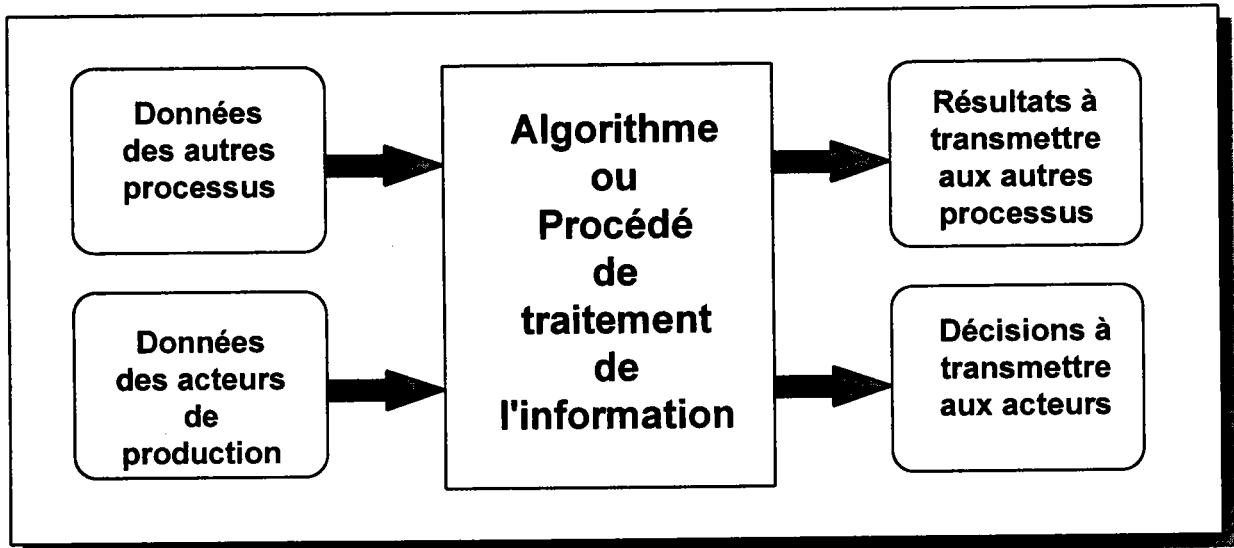 Données
des autres
processus
Données
des acteurs
de
production
Algorithme
ou
Procédé
de
traitement
de
l'information
Résultats à
transmettre
aux autres
processus
Décisions à
transmettre
aux acteurs